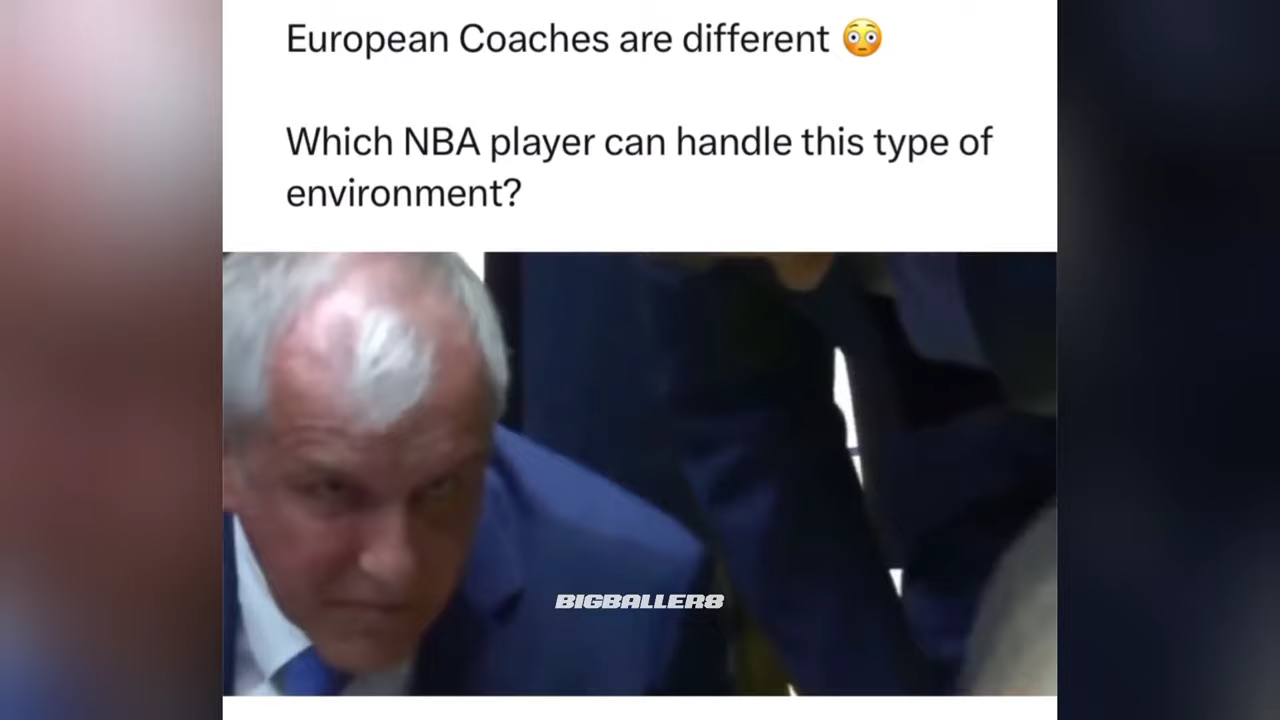 European Coaches are different 😳
Which NBA player can handle this type of
environment?
BIGBALLER8